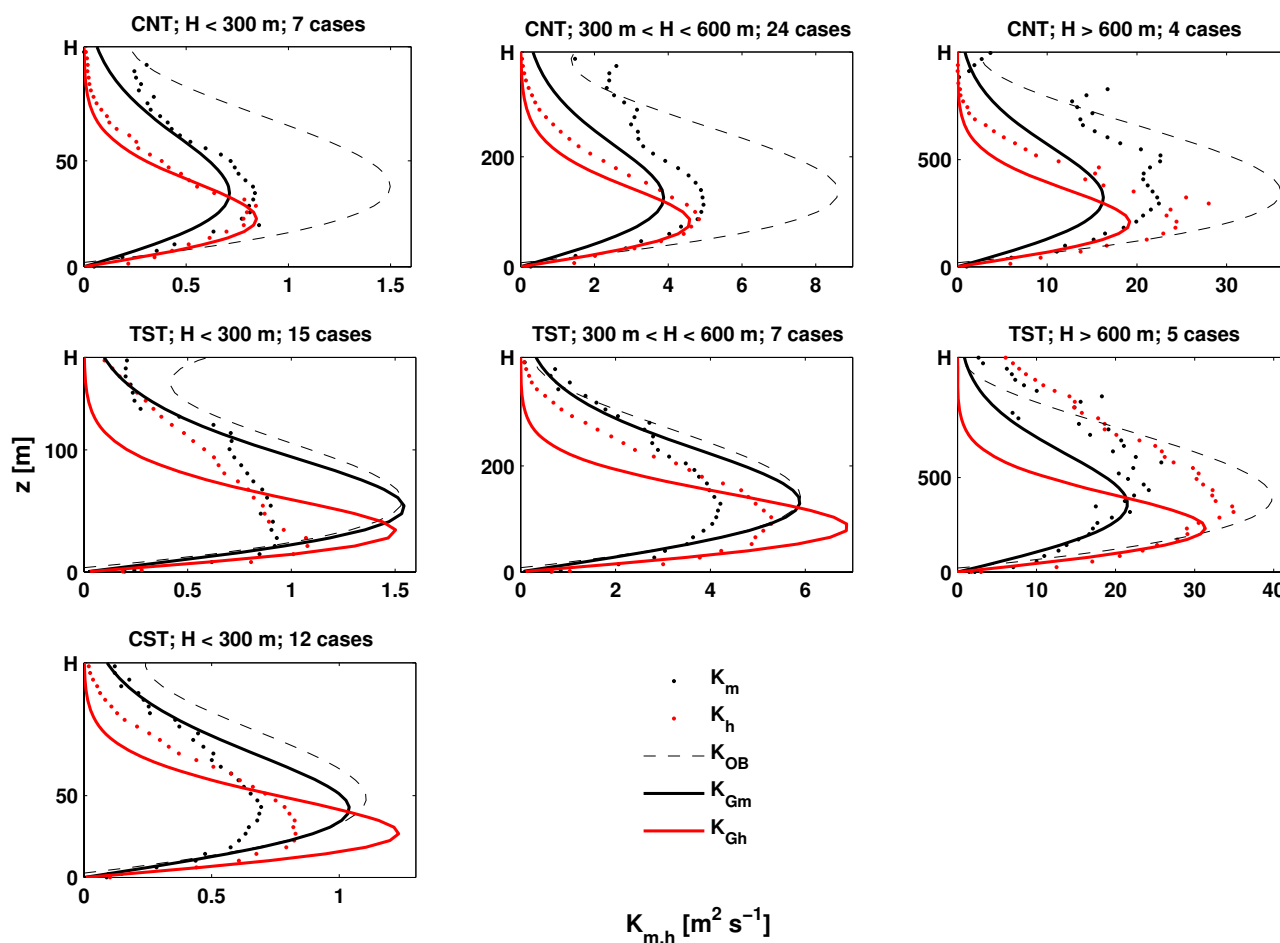 CNT; H < 300 m; 7 cases
CNT; 300 m < H < 600 m; 24 cases
CNT; H > 600 m; 4 cases
H
50
0
0 0.5 1 1.5
H
200
0
0 2 4 6 8
H
500
0
0 10 20 30
TST; H < 300 m; 15 cases
TST; 300 m < H < 600 m; 7 cases
TST; H > 600 m; 5 cases
z [m]
H
100
0
0 0.5 1 1.5
H
200
0
0 2 4 6
H
500
0
0 10 20 30 40
CST; H < 300 m; 12 cases
H
50
0
0 0.5 1
K_m
K_h
K_OB
K_Gm
K_Gh
K_m,h [m² s⁻¹]